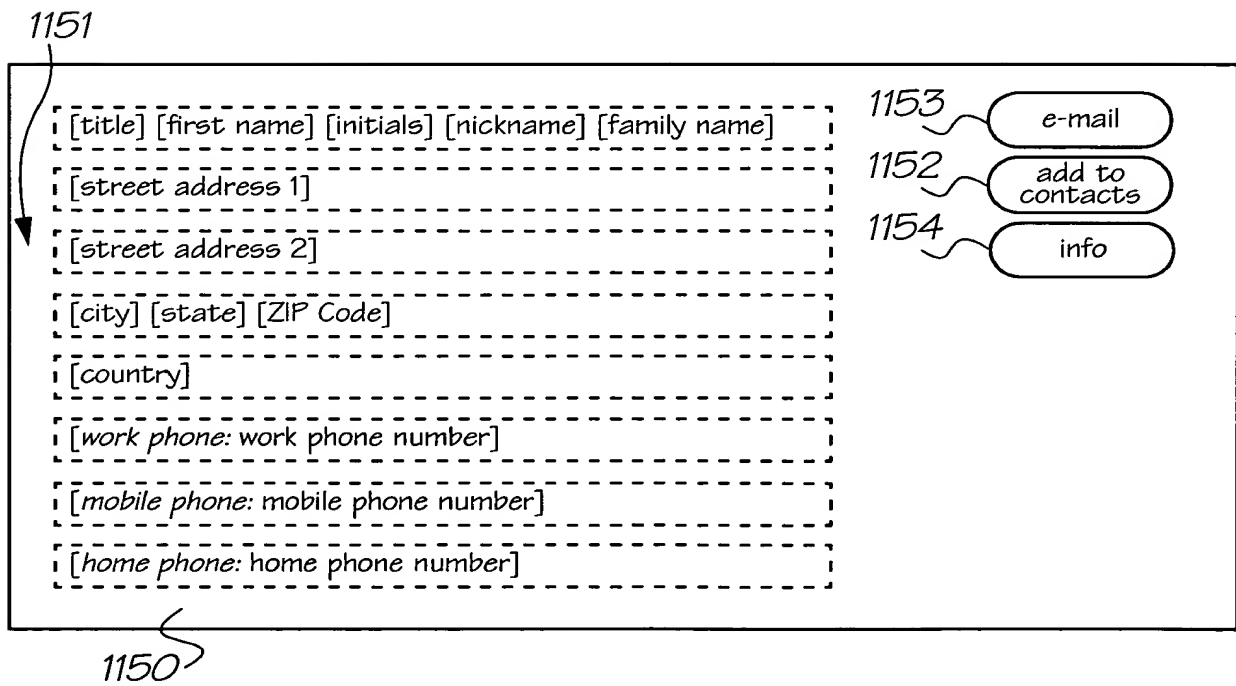 1151
[title] [first name] [initials] [nickname] [family name]
[street address 1]
[street address 2]
[city] [state] [ZIP Code]
[country]
[work phone: work phone number]
[mobile phone: mobile phone number]
[home phone: home phone number]
1153
e-mail
1152
add to
contacts
1154
info
1150